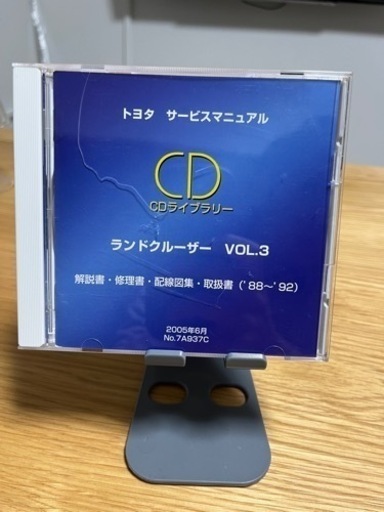 トヨタ サービスマニュアル
CD
CDライブラリー
ランドクルーザー VOL.3
解説書・修理書・配線図集・取扱書（'88～'92）
2005年6月
No.7A937C